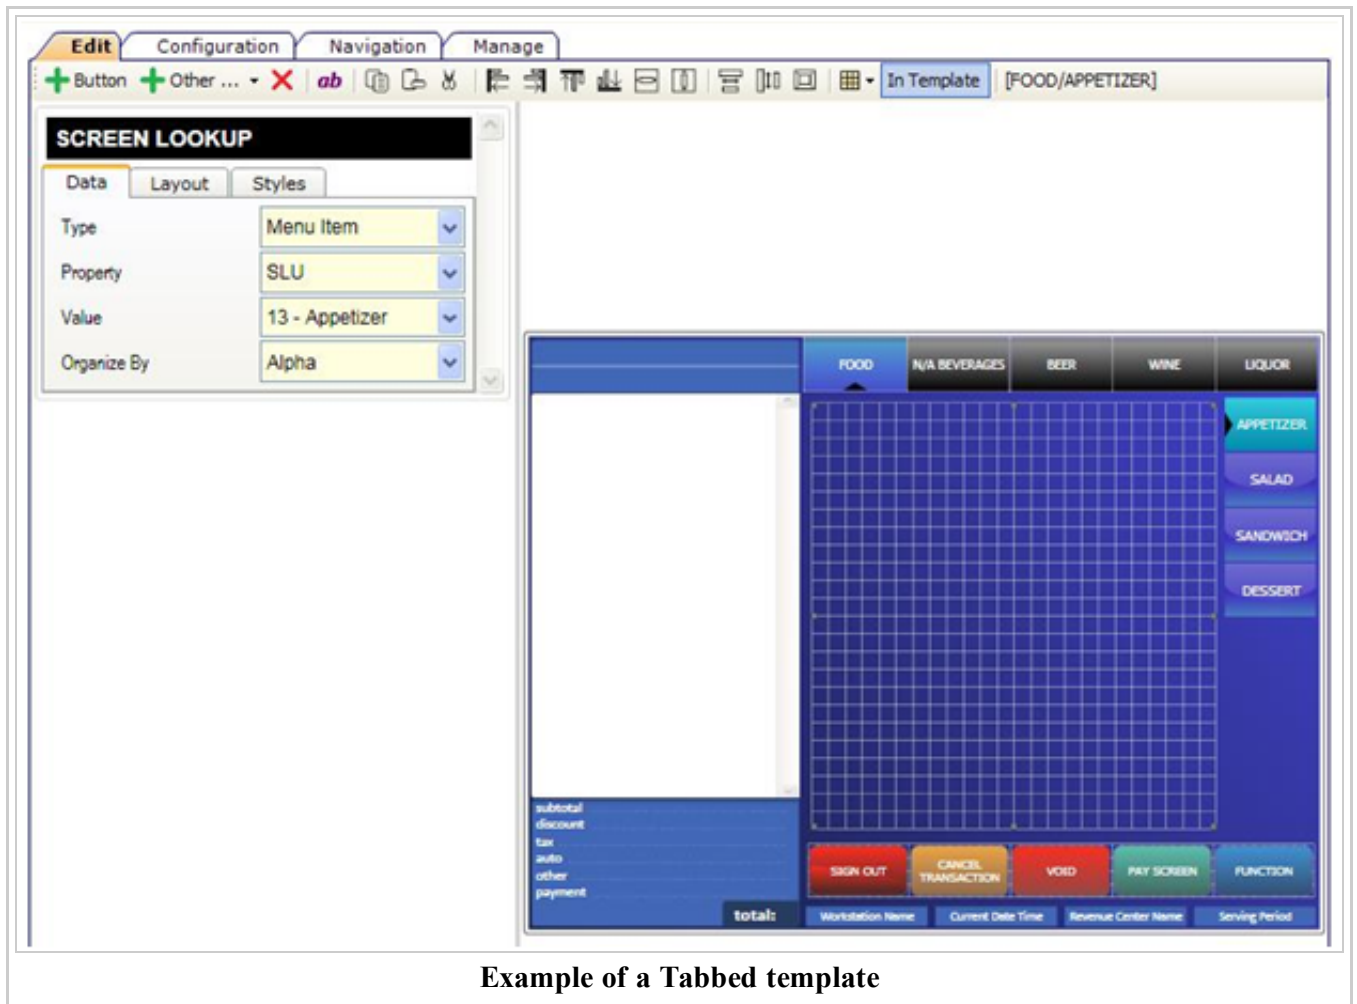 Edit Configuration Navigation Manage
Button Other ... ab In Template [FOOD/APPETIZER]
SCREEN LOOKUP
Data Layout Styles
Type Menu Item
Property SLU
Value 13 - Appetizer
Organize By Alpha
FOOD N/A BEVERAGES BEER WINE LIQUOR
APPETIZER
SALAD
SANDWICH
DESSERT
subtotal
discount
tax
auto
other
payment
total:
SIGN OUT CANCEL TRANSACTION VOID PAY SCREEN FUNCTION
Workstation Name Current Date Time Revenue Center Name Serving Period
Example of a Tabbed template